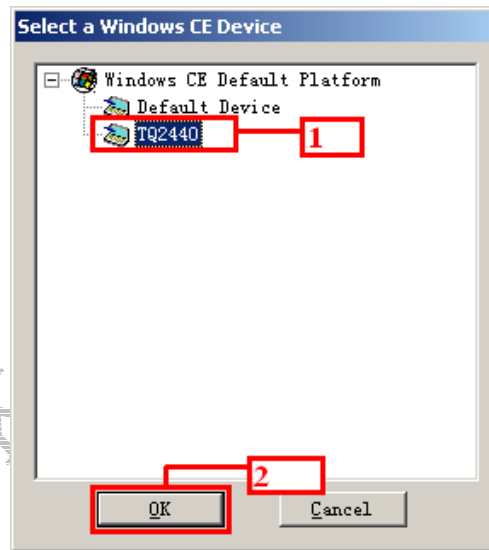 Select a Windows CE Device
Windows CE Default Platform
Default Device
TQ2440
1
2
OK
Cancel